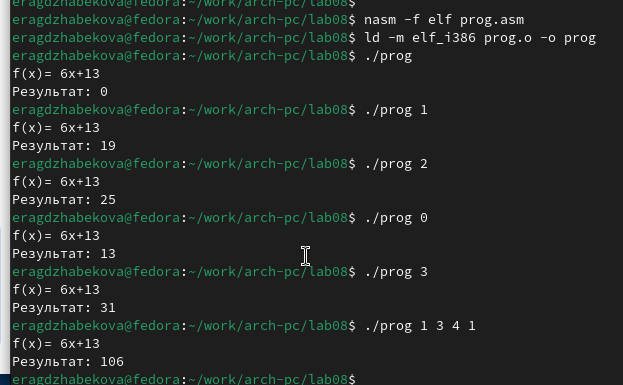 eragdzhabekova@fedora:~/work/arch-pc/lab08$
eragdzhabekova@fedora:~/work/arch-pc/lab08$ nasm -f elf prog.asm
eragdzhabekova@fedora:~/work/arch-pc/lab08$ ld -m elf_i386 prog.o -o prog
eragdzhabekova@fedora:~/work/arch-pc/lab08$ ./prog
f(x)= 6x+13
Результат: 0
eragdzhabekova@fedora:~/work/arch-pc/lab08$ ./prog 1
f(x)= 6x+13
Результат: 19
eragdzhabekova@fedora:~/work/arch-pc/lab08$ ./prog 2
f(x)= 6x+13
Результат: 25
eragdzhabekova@fedora:~/work/arch-pc/lab08$ ./prog 0
f(x)= 6x+13
Результат: 13
eragdzhabekova@fedora:~/work/arch-pc/lab08$ ./prog 3
f(x)= 6x+13
Результат: 31
eragdzhabekova@fedora:~/work/arch-pc/lab08$ ./prog 1 3 4 1
f(x)= 6x+13
Результат: 106
eragdzhabekova@fedora:~/work/arch-pc/lab08$